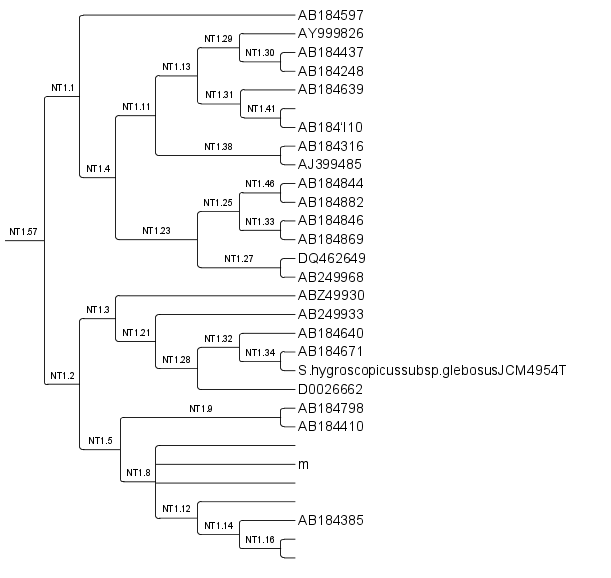 AB184597
AY999826
NT1.29
AB184437
NT1.30
AB184248
NT1.13
NT1.1
AB184639
NT1.31
NT1.11
NT1.41
AB184'I10
AB184316
NT1.38
AJ399485
NT1.4
AB184844
NT1.46
AB184882
NT1.25
AB184846
NT1.33
NT1.57
NT1.23
AB184869
DQ462649
NT1.27
AB249968
ABZ49930
NT1.3
AB249933
NT1.21
AB184640
NT1.32
AB184671
NT1.34
NT1.28
S.hygroscopicussubsp.glebosusJCM4954T
NT1.2
D0026662
AB184798
NT1.9
AB184410
NT1.5
m
NT1.8
NT1.12
AB184385
NT1.14
NT1.16